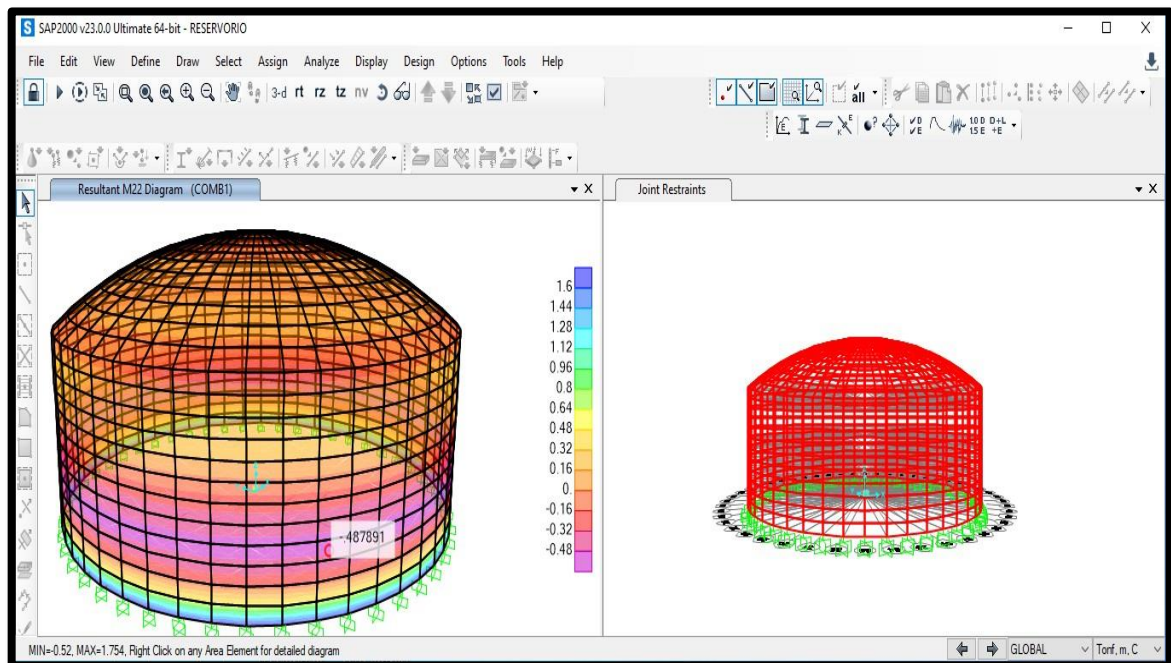 S SAP2000 v23.0.0 Ultimate 64-bit - RESERVORIO
File Edit View Define Draw Select Assign Analyze Display Design Options Tools Help
3-d rt rz tz nv
all
Resultant M22 Diagram (COMB1)
Joint Restraints
1.6
1.44
1.28
1.12
0.96
0.8
0.64
0.48
0.32
0.16
0.
-0.16
-0.32
-0.48
-.487891
MIN=-0.52, MAX=1.754, Right Click on any Area Element for detailed diagram
GLOBAL
Tonf, m, C